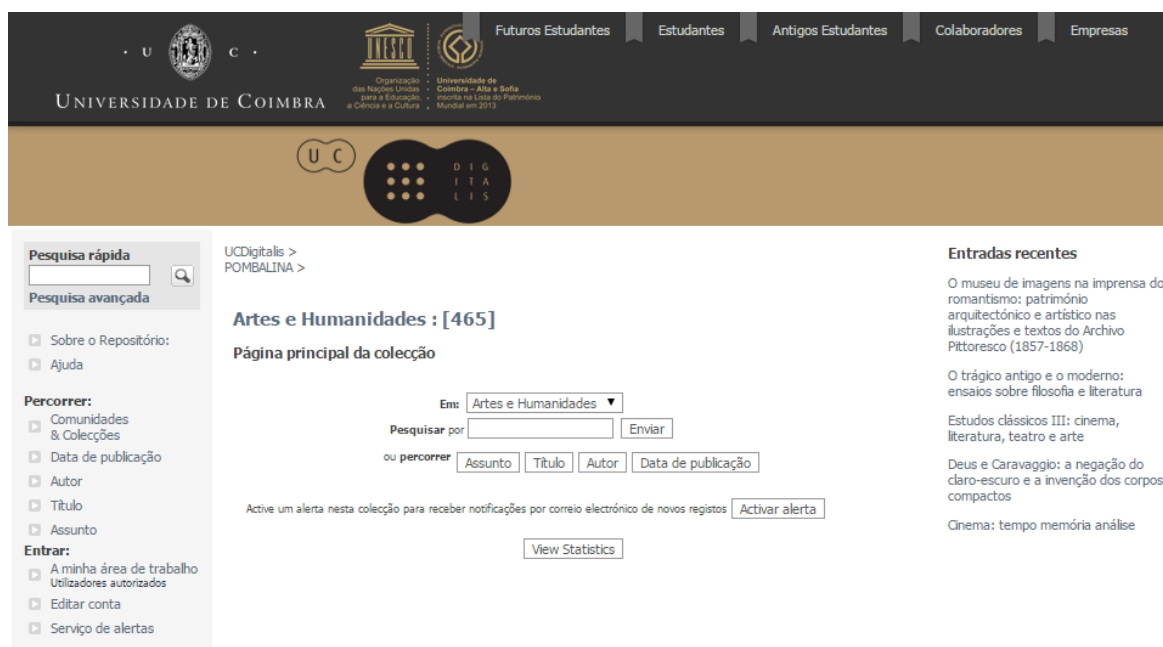 Futuros Estudantes
Estudantes
Antigos Estudantes
Colaboradores
Empresas
· U C ·
UNIVERSIDADE DE COIMBRA
UNESCO
Organização
das Nações Unidas
para a Educação,
a Ciência e a Cultura
Universidade de
Coimbra – Alta e Sofia
inscrita na Lista do Património
Mundial em 2013
U C
D I G
I T A
L I S
Pesquisa rápida
Pesquisa avançada
Sobre o Repositório:
Ajuda
Percorrer:
Comunidades
& Colecções
Data de publicação
Autor
Título
Assunto
Entrar:
A minha área de trabalho
Utilizadores autorizados
Editar conta
Serviço de alertas
UCDigitalis >
POMBALINA >
Artes e Humanidades : [465]
Página principal da colecção
Em: Artes e Humanidades
Pesquisar por Enviar
ou percorrer Assunto Título Autor Data de publicação
Active um alerta nesta colecção para receber notificações por correio electrónico de novos registos Activar alerta
View Statistics
Entradas recentes
O museu de imagens na imprensa do
romantismo: património
arquitectónico e artístico nas
ilustrações e textos do Archivo
Pittoresco (1857-1868)
O trágico antigo e o moderno:
ensaios sobre filosofia e literatura
Estudos clássicos III: cinema,
literatura, teatro e arte
Deus e Caravaggio: a negação do
claro-escuro e a invenção dos corpos
compactos
Cinema: tempo memória análise